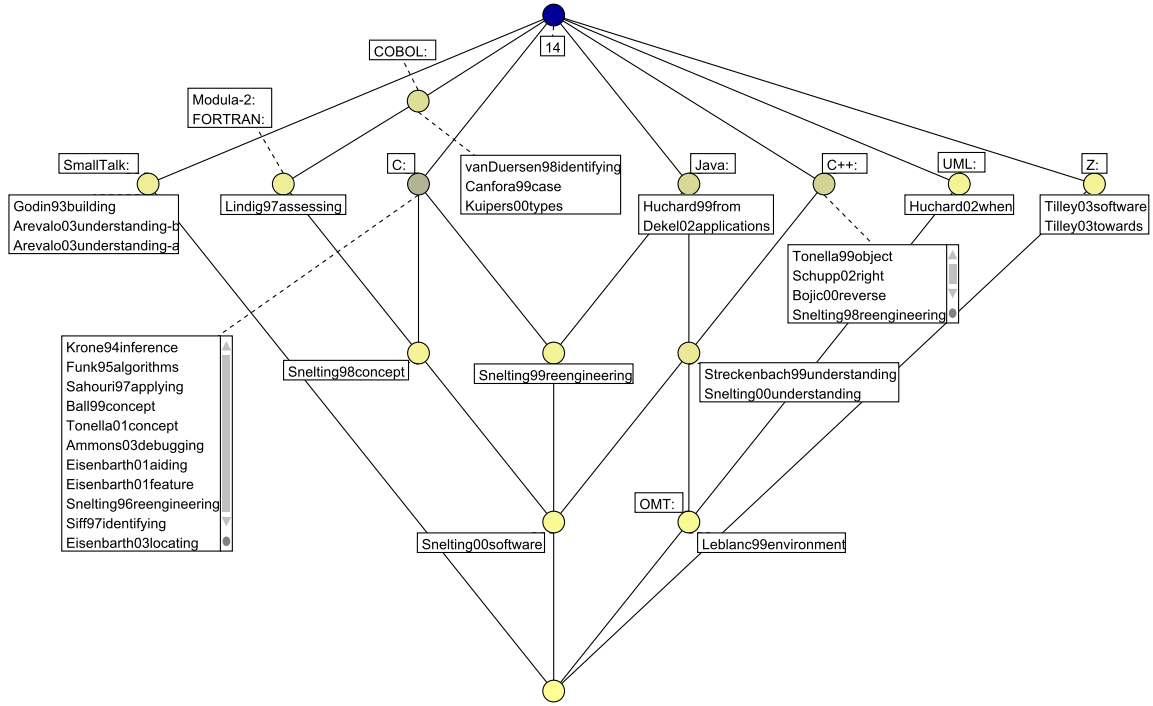 14
COBOL:
Modula-2:
FORTRAN:
SmallTalk:
C:
vanDuersen98identifying
Canfora99case
Kuipers00types
Java:
C++:
UML:
Z:
Godin93building
Arevalo03understanding-b
Arevalo03understanding-a
Lindig97assessing
Huchard99from
Dekel02applications
Huchard02when
Tilley03software
Tilley03towards
Tonella99object
Schupp02right
Bojic00reverse
Snelting98reengineering
Krone94inference
Funk95algorithms
Sahouri97applying
Ball99concept
Tonella01concept
Ammons03debugging
Eisenbarth01aiding
Eisenbarth01feature
Snelting96reengineering
Siff97identifying
Eisenbarth03locating
Snelting98concept
Snelting99reengineering
Streckenbach99understanding
Snelting00understanding
OMT:
Snelting00software
Leblanc99environment